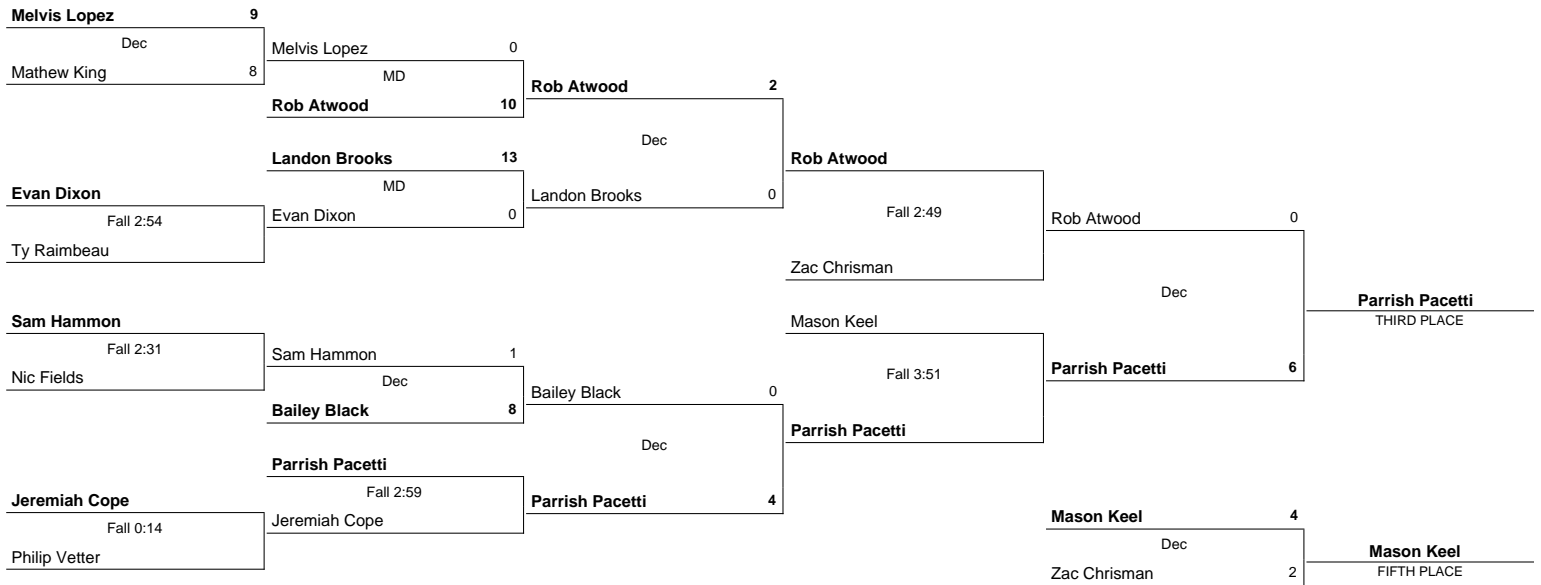 Melvis Lopez 9
Dec
Mathew King 8
Evan Dixon
Fall 2:54
Ty Raimbeau
Sam Hammon
Fall 2:31
Nic Fields
Jeremiah Cope
Fall 0:14
Philip Vetter
Melvis Lopez 0
MD
Rob Atwood 10
Landon Brooks 13
MD
Evan Dixon 0
Sam Hammon 1
Dec
Bailey Black 8
Parrish Pacetti
Fall 2:59
Jeremiah Cope
Rob Atwood 2
Dec
Landon Brooks 0
Bailey Black 0
Dec
Parrish Pacetti 4
Rob Atwood
Fall 2:49
Zac Chrisman
Mason Keel
Fall 3:51
Parrish Pacetti
Rob Atwood 0
Dec
Parrish Pacetti 6
Parrish Pacetti
THIRD PLACE
Mason Keel 4
Dec
Zac Chrisman 2
Mason Keel
FIFTH PLACE